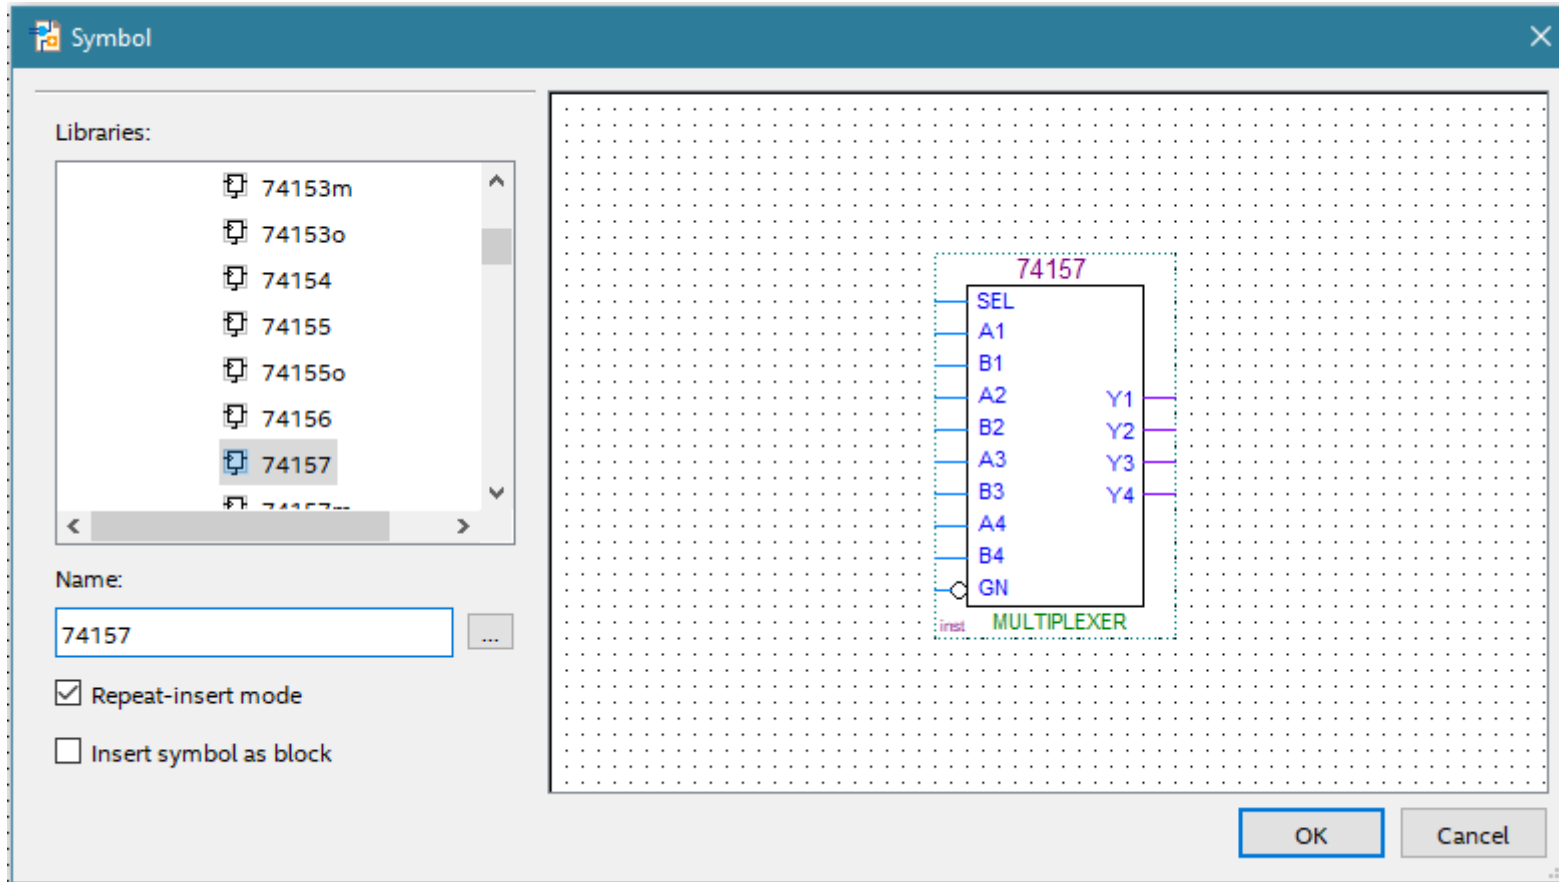 Symbol
Libraries:
74153m
74153o
74154
74155
74155o
74156
74157
74157m
Name:
74157
...
Repeat-insert mode
Insert symbol as block
74157
SEL
A1
B1
A2
Y1
B2
Y2
A3
Y3
B3
Y4
A4
B4
GN
inst
MULTIPLEXER
OK
Cancel